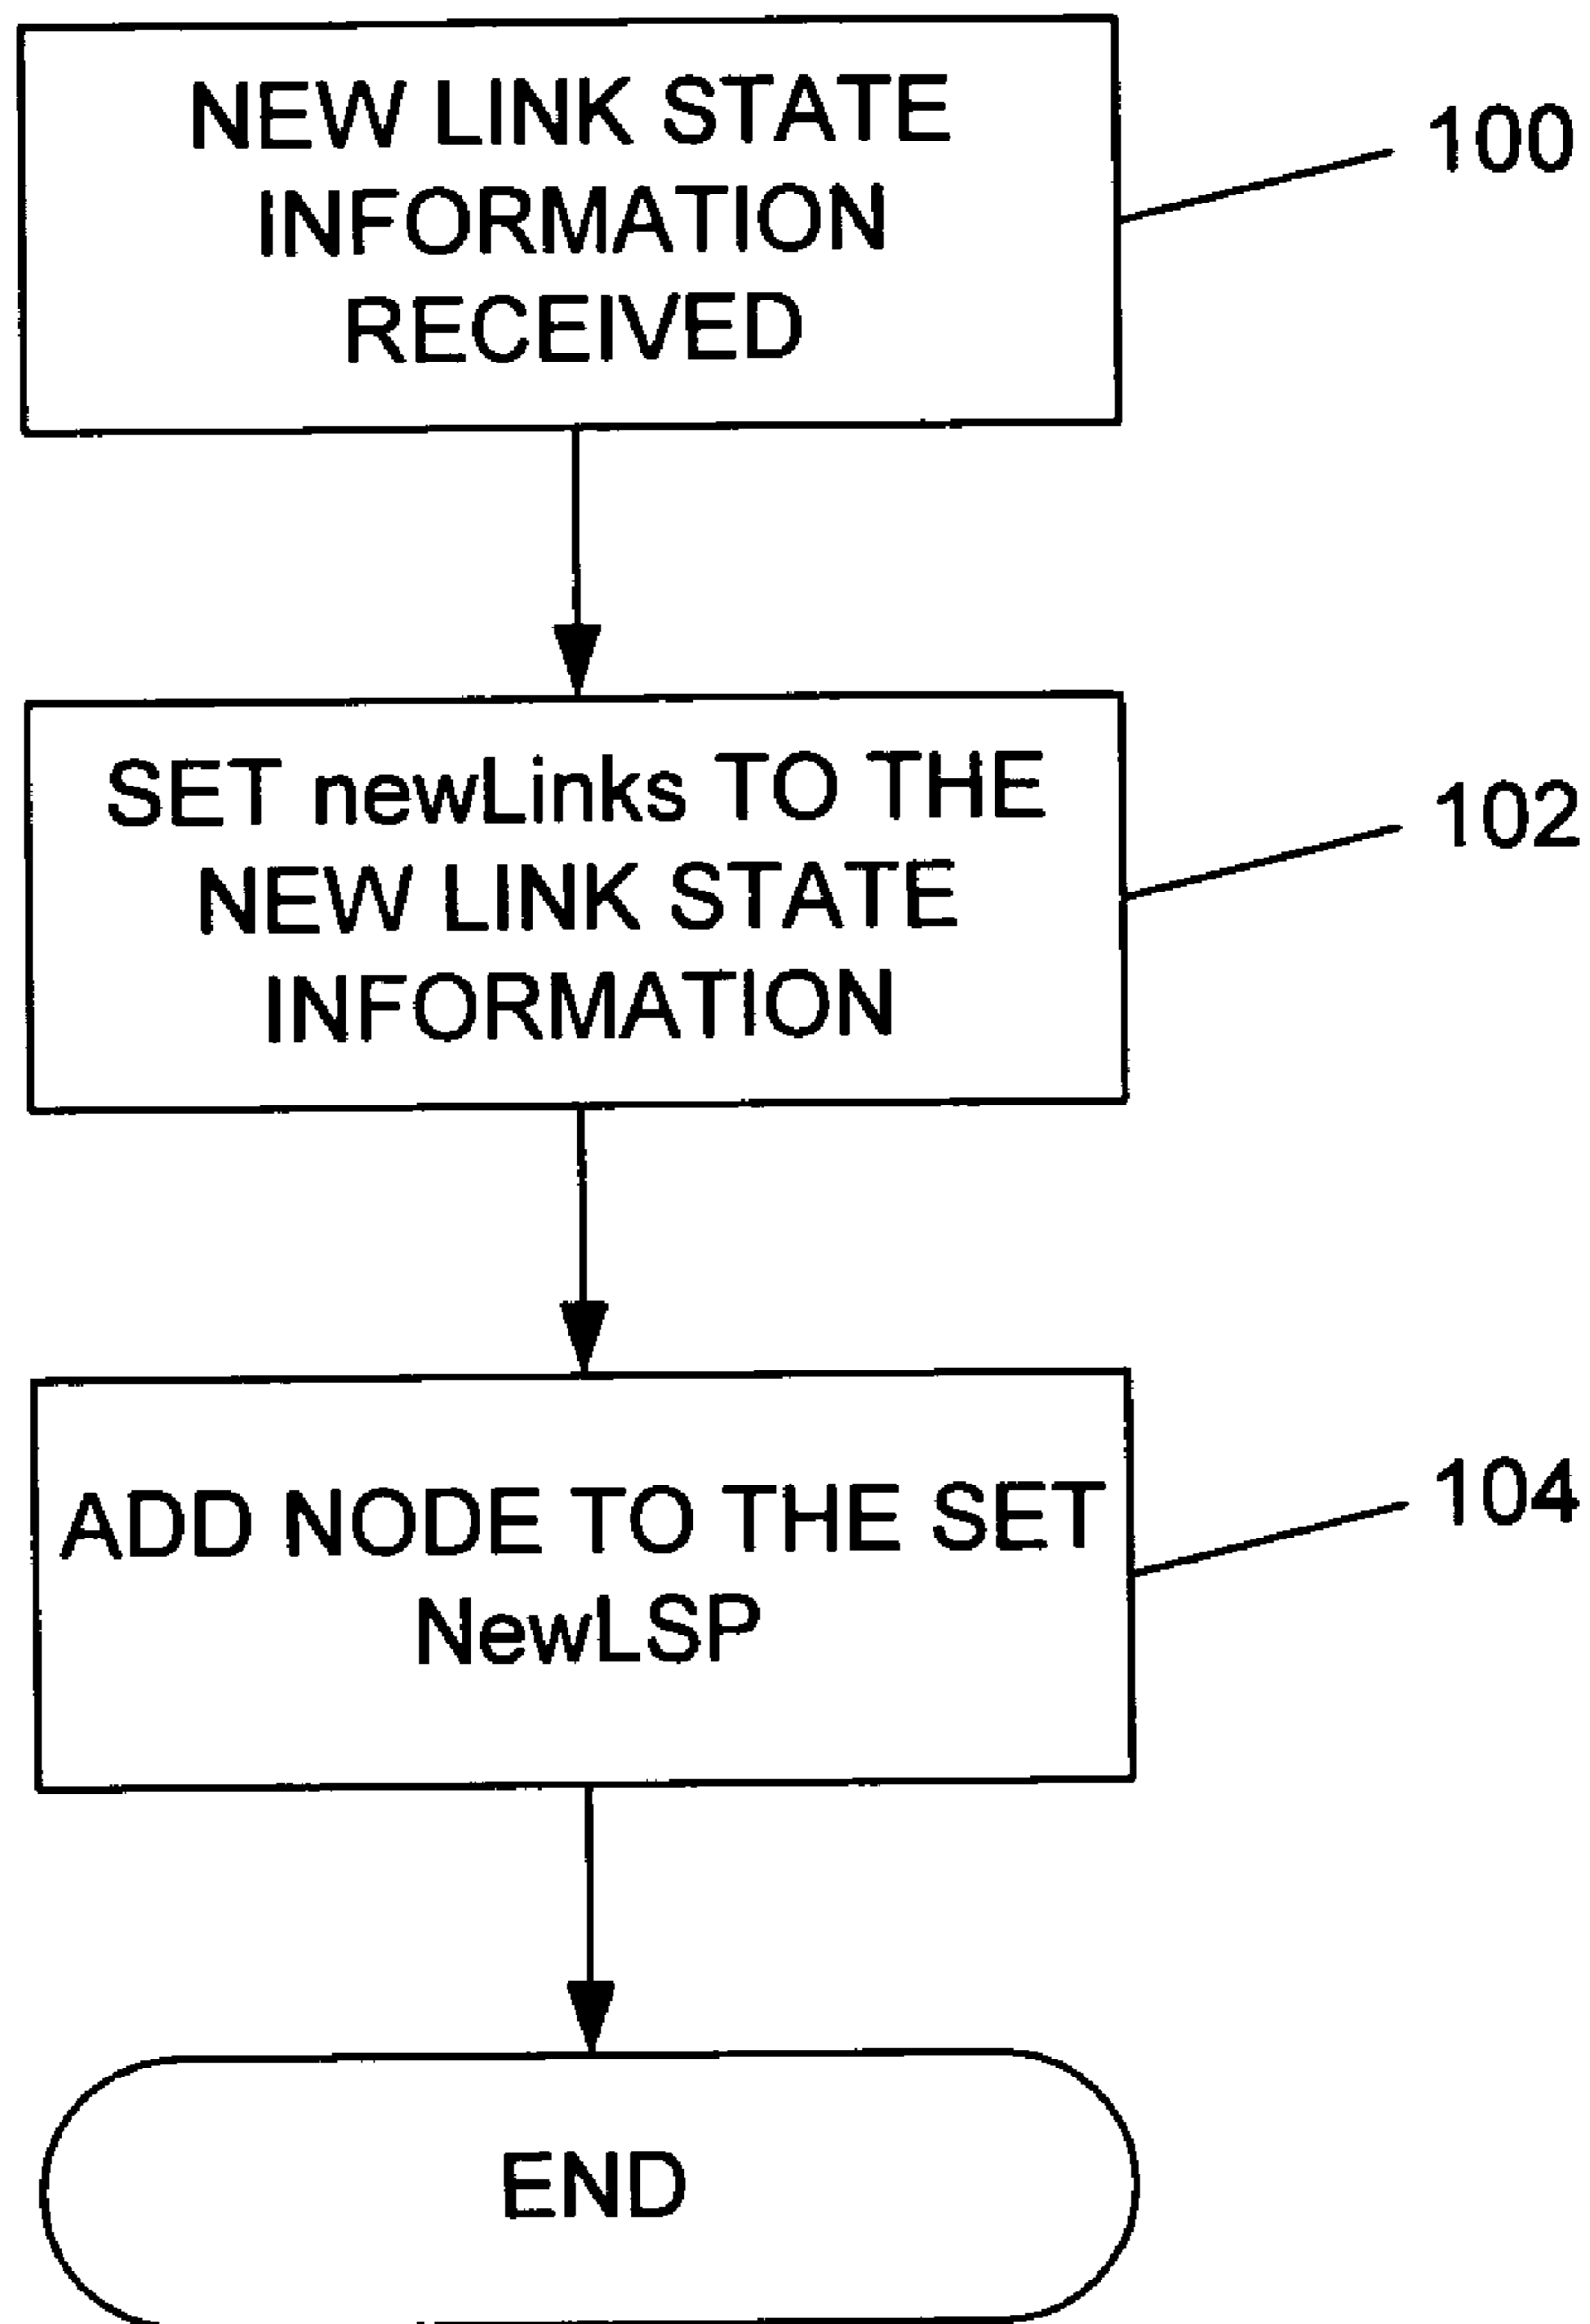 NEW LINK STATE
INFORMATION
RECEIVED
100
SET newLinks TO THE
NEW LINK STATE
INFORMATION
102
ADD NODE TO THE SET
NewLSP
104
END